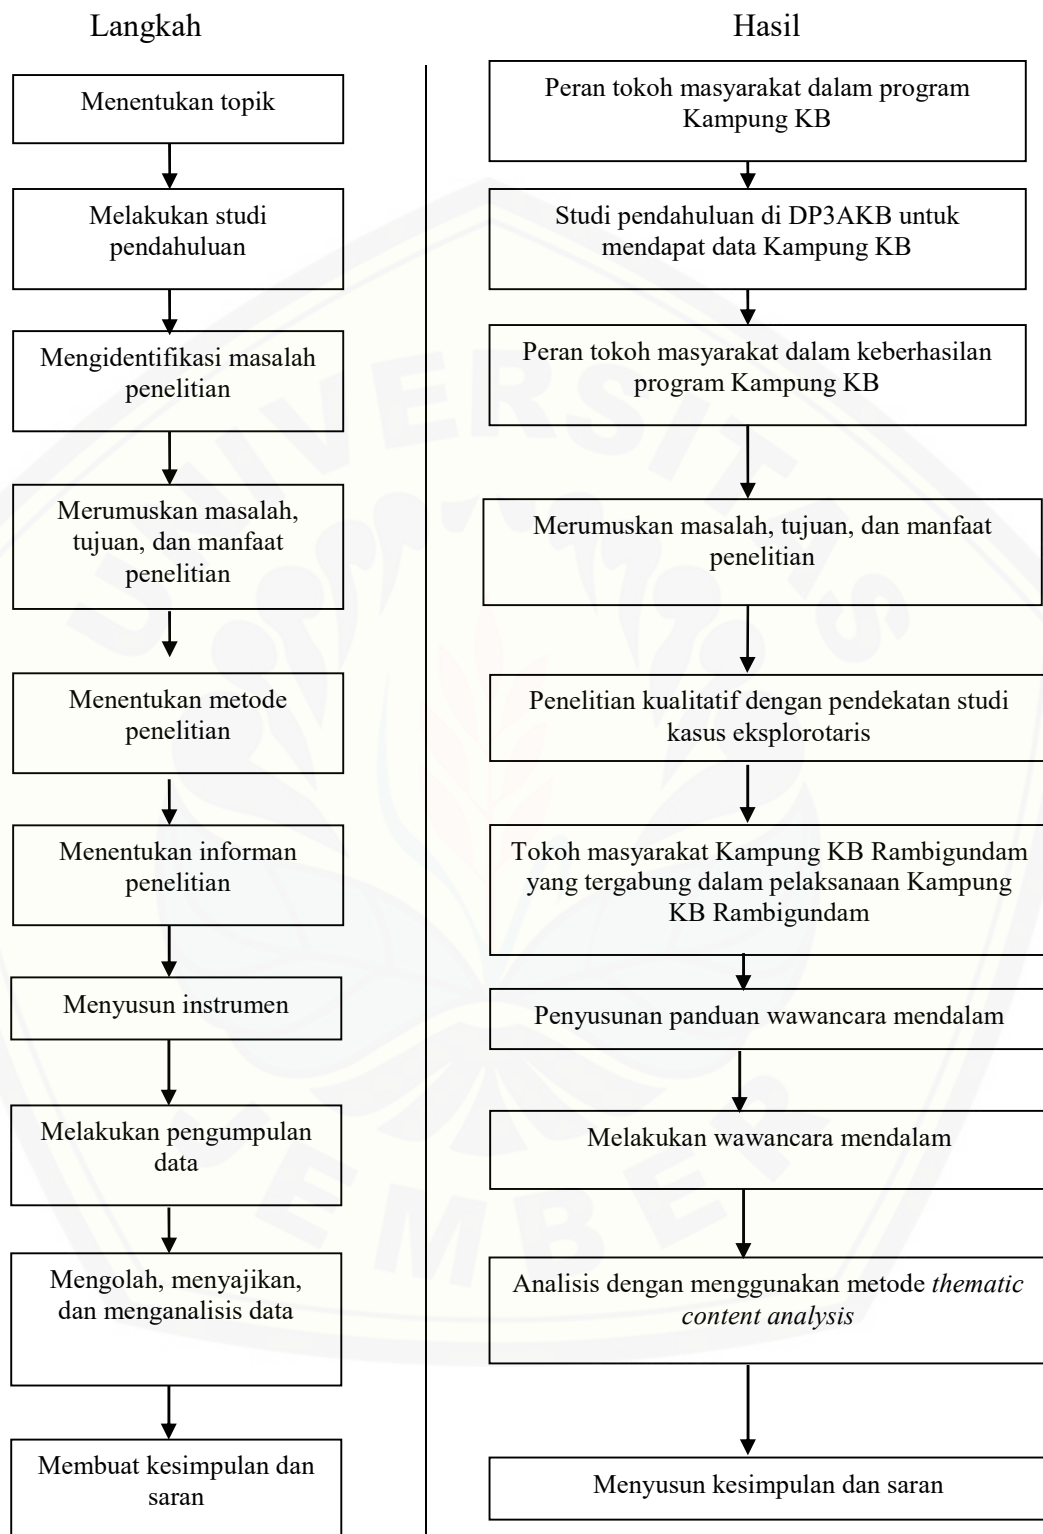 Langkah
Menentukan topik
Melakukan studi
pendahuluan
Mengidentifikasi masalah
penelitian
Merumuskan masalah,
tujuan, dan manfaat
penelitian
Menentukan metode
penelitian
Menentukan informan
penelitian
Menyusun instrumen
Melakukan pengumpulan
data
Mengolah, menyajikan,
dan menganalisis data
Membuat kesimpulan dan
saran
Hasil
Peran tokoh masyarakat dalam program
Kampung KB
Studi pendahuluan di DP3AKB untuk
mendapat data Kampung KB
Peran tokoh masyarakat dalam keberhasilan
program Kampung KB
Merumuskan masalah, tujuan, dan manfaat
penelitian
Penelitian kualitatif dengan pendekatan studi
kasus eksplorotaris
Tokoh masyarakat Kampung KB Rambigundam
yang tergabung dalam pelaksanaan Kampung
KB Rambigundam
Penyusunan panduan wawancara mendalam
Melakukan wawancara mendalam
Analisis dengan menggunakan metode thematic
content analysis
Menyusun kesimpulan dan saran
UNIVERSITAS
JEMBER